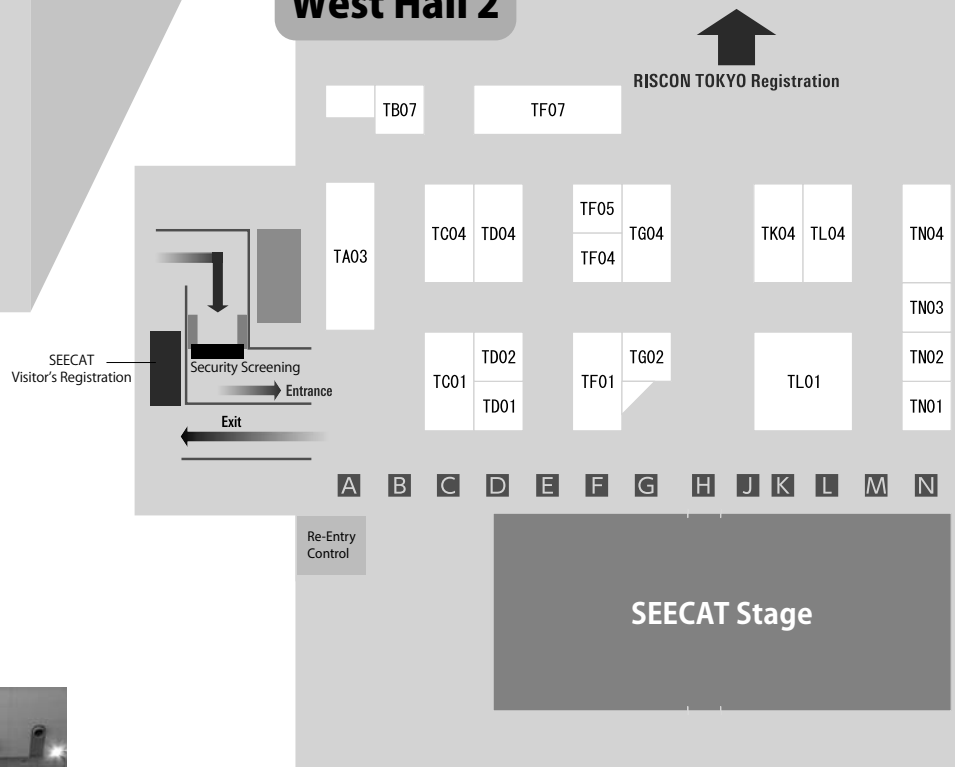 West Hall 2
RISCON TOKYO Registration
TB07
TF07
TA03
TC04
TD04
TF05
TF04
TG04
TK04
TL04
TN04
TN03
TC01
TD02
TD01
TF01
TG02
TL01
TN02
TN01
SEECAT
Visitor's Registration
Security Screening
Entrance
Exit
A B C D E F G H J K L M N
Re-Entry
Control
SEECAT Stage